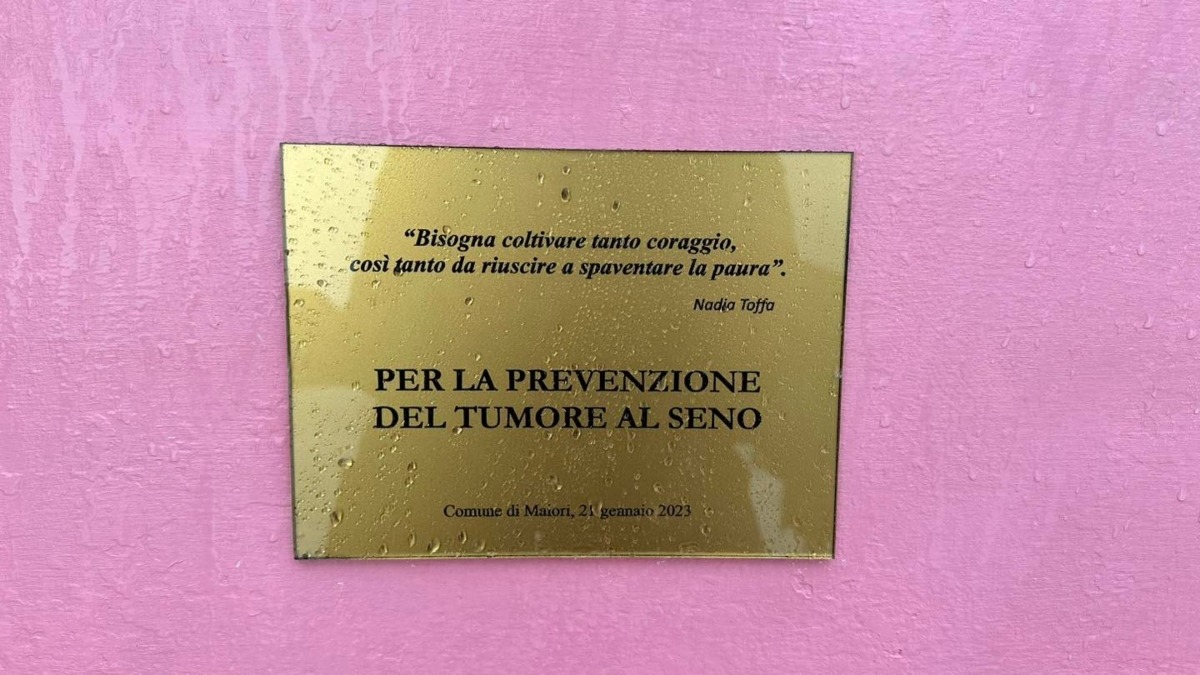 “Bisogna coltivare tanto coraggio,
così tanto da riuscire a spaventare la paura”.
Nadia Toffa
PER LA PREVENZIONE
DEL TUMORE AL SENO
Comune di Maiori, 21 gennaio 2023